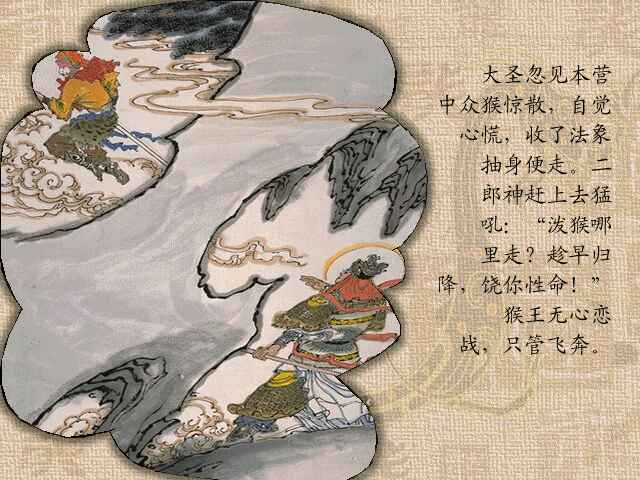 大圣忽见本营
中众猴惊散，自觉
心慌，收了法象
抽身便走。二
郎神赶上去猛
吼：“泼猴哪
里走？趁早归
降，饶你性命！”
猴王无心恋
战，只管飞奔。